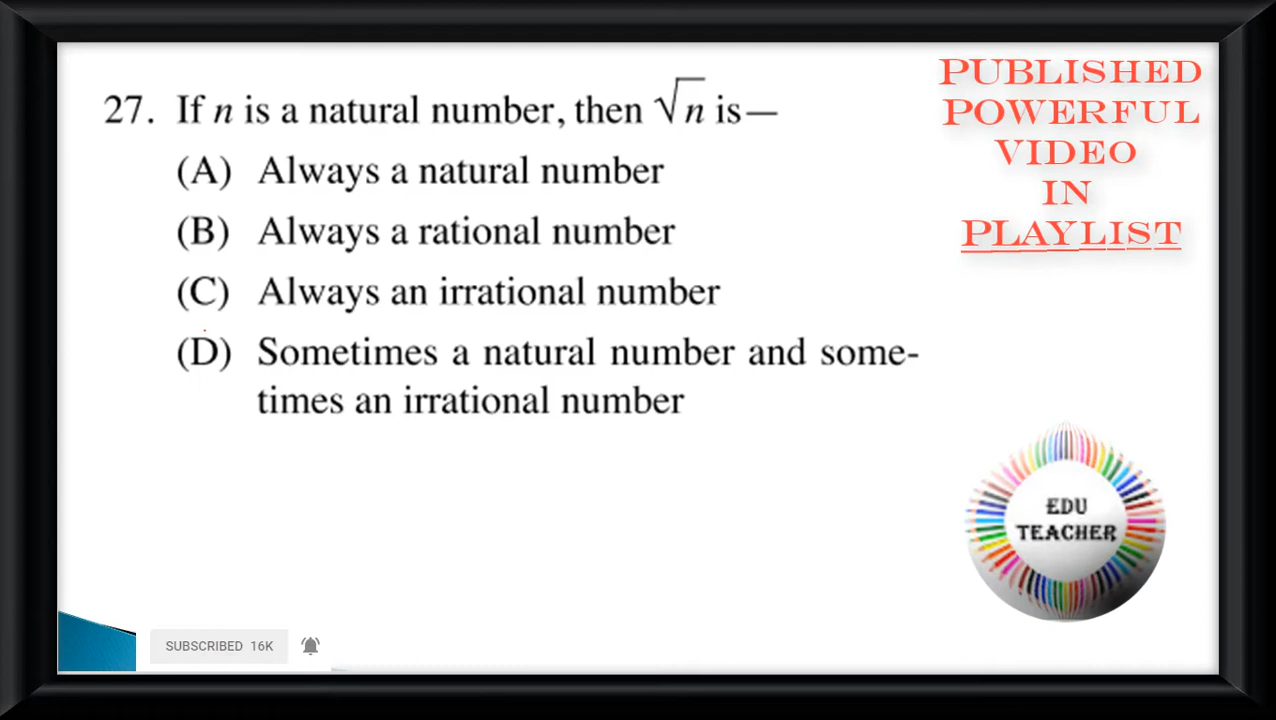 27. If n is a natural number, then √n is—
(A) Always a natural number
(B) Always a rational number
(C) Always an irrational number
(D) Sometimes a natural number and some-
times an irrational number
PUBLISHED
POWERFUL
VIDEO
IN
PLAYLIST
EDU
TEACHER
SUBSCRIBED 16K